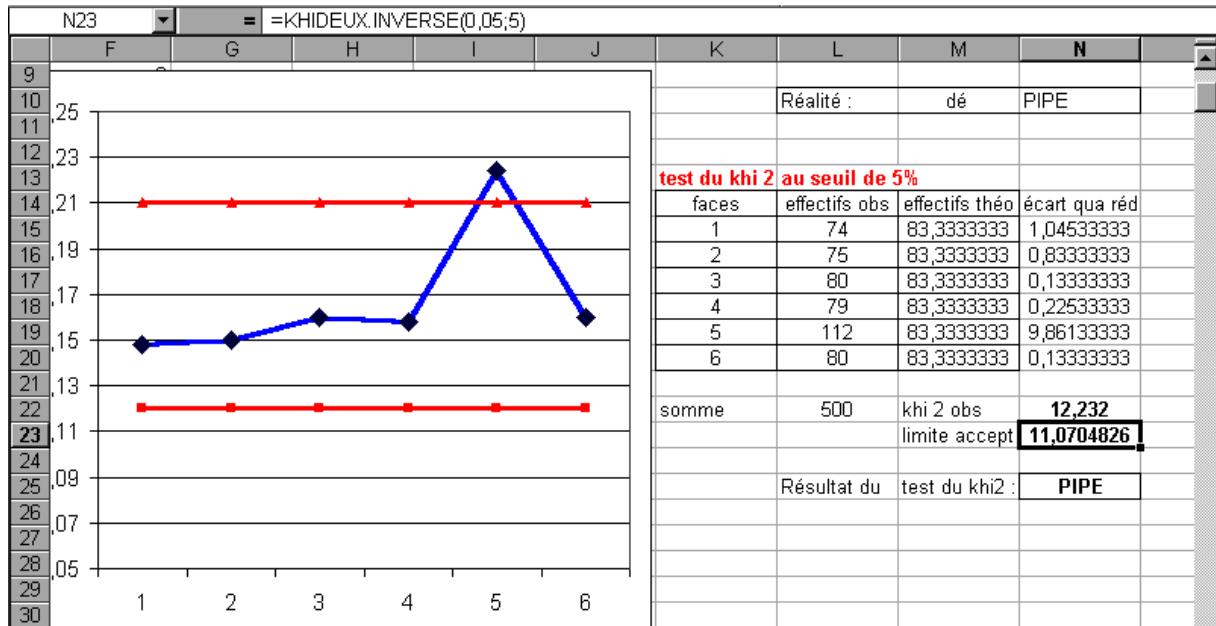 N23 = =KHIDEUX.INVERSE(0,05;5)
F G H I J K L M N
9
10 Réalité : dé PIPE
11
12
13 test du khi 2 au seuil de 5%
14 faces effectifs obs effectifs théo écart qua réd
15 1 74 83,3333333 1,04533333
16 2 75 83,3333333 0,83333333
17 3 80 83,3333333 0,13333333
18 4 79 83,3333333 0,22533333
19 5 112 83,3333333 9,86133333
20 6 80 83,3333333 0,13333333
21
22 somme 500 khi 2 obs 12,232
23 limite accept 11,0704826
24
25 Résultat du test du khi2 : PIPE
26
27
28
29
30
,25
,23
,21
,19
,17
,15
,13
,11
,09
,07
,05
1 2 3 4 5 6